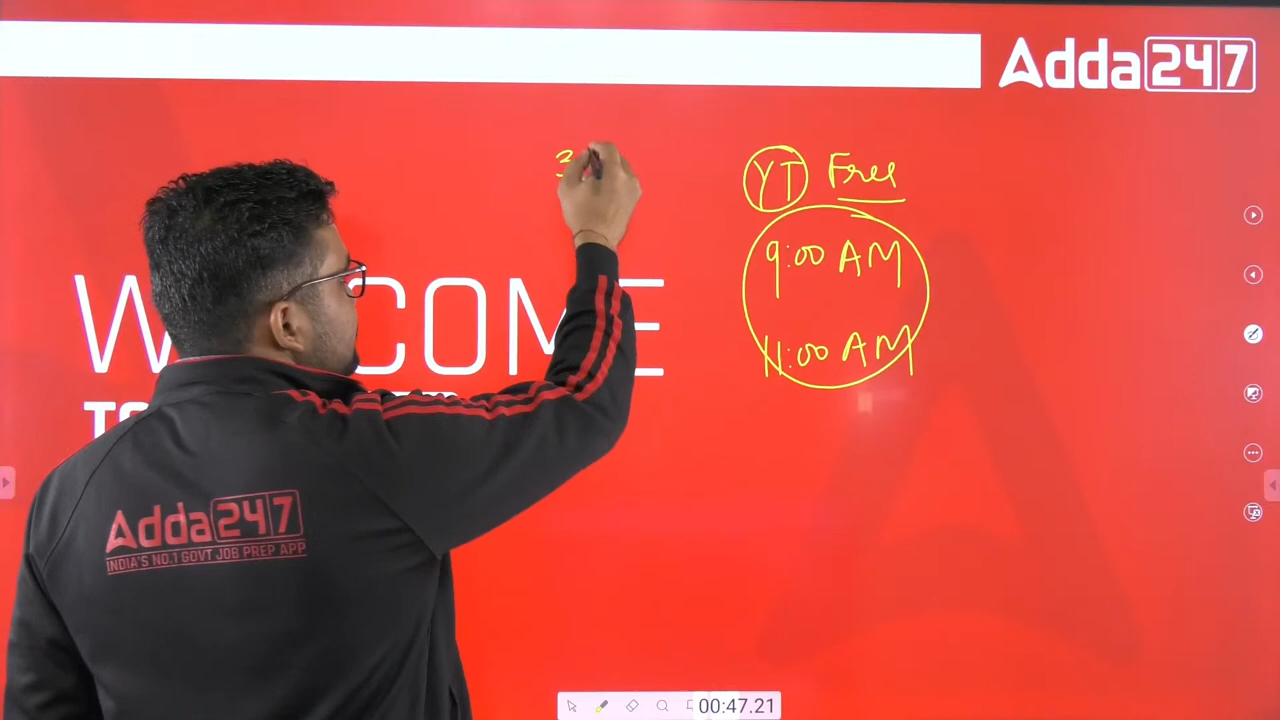 Adda247
3
YT Free
9:00 AM
11:00 AM
Adda247
INDIA'S NO.1 GOVT JOB PREP APP
00:47.21